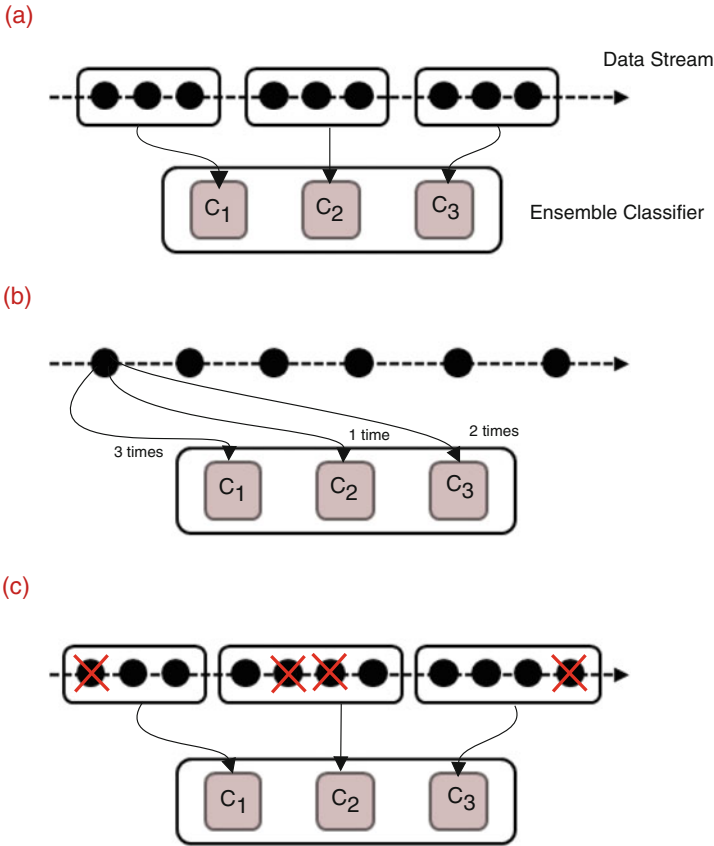 (a)
Data Stream
C1 C2 C3
Ensemble Classifier
(b)
3 times
1 time
2 times
C1 C2 C3
(c)
C1 C2 C3